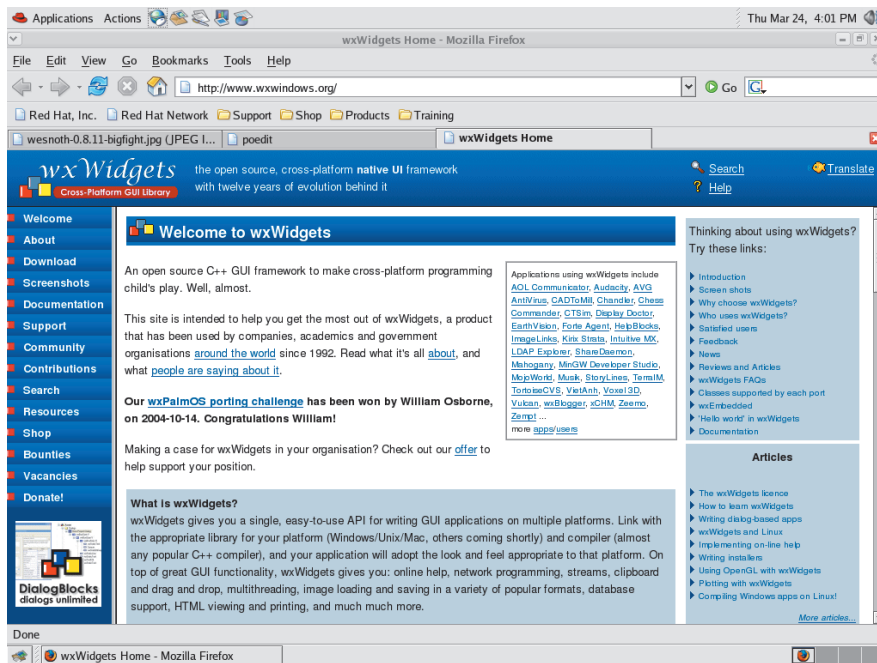 Applications Actions
Thu Mar 24, 4:01 PM
wxWidgets Home - Mozilla Firefox
File Edit View Go Bookmarks Tools Help
http://www.wxwindows.org/
Go
G
Red Hat, Inc. Red Hat Network Support Shop Products Training
wesnoth-0.8.11-bigfight.jpg (JPEG I... poedit wxWidgets Home
wxWidgets
Cross-Platform GUI Library
the open source, cross-platform native UI framework
with twelve years of evolution behind it
Search Translate
? Help
Welcome
About
Download
Screenshots
Documentation
Support
Community
Contributions
Search
Resources
Shop
Bounties
Vacancies
Donate!
DialogBlocks
dialogs unlimited
Welcome to wxWidgets
An open source C++ GUI framework to make cross-platform programming
child's play. Well, almost.
This site is intended to help you get the most out of wxWidgets, a product
that has been used by companies, academics and government
organisations around the world since 1992. Read what it's all about, and
what people are saying about it.
Our wxPalmOS porting challenge has been won by William Osborne,
on 2004-10-14. Congratulations William!
Making a case for wxWidgets in your organisation? Check out our offer to
help support your position.
Applications using wxWidgets include
AOL Communicator, Audacity, AVG
AntiVirus, CADToMill, Chandler, Chess
Commander, CTSim, Display Doctor,
EarthVision, Forte Agent, HelpBlocks,
ImageLinks, Kirix Strata, Intuitive MX,
LDAP Explorer, ShareDaemon,
Mahogany, MinGW Developer Studio,
MojoWorld, Musik, StoryLines, TerraIM,
TortoiseCVS, VietAnh, Voxel 3D,
Vulcan, wxBlogger, xCHM, Zeemo,
Zempt ...
more apps/users
What is wxWidgets?
wxWidgets gives you a single, easy-to-use API for writing GUI applications on multiple platforms. Link with
the appropriate library for your platform (Windows/Unix/Mac, others coming shortly) and compiler (almost
any popular C++ compiler), and your application will adopt the look and feel appropriate to that platform. On
top of great GUI functionality, wxWidgets gives you: online help, network programming, streams, clipboard
and drag and drop, multithreading, image loading and saving in a variety of popular formats, database
support, HTML viewing and printing, and much much more.
Thinking about using wxWidgets?
Try these links:
Introduction
Screen shots
Why choose wxWidgets?
Who uses wxWidgets?
Satisfied users
Feedback
News
Reviews and Articles
wxWidgets FAQs
Classes supported by each port
wxEmbedded
'Hello world' in wxWidgets
Documentation
Articles
The wxWidgets licence
How to learn wxWidgets
Writing dialog-based apps
wxWidgets and Linux
Implementing on-line help
Writing installers
Using OpenGL with wxWidgets
Plotting with wxWidgets
Compiling Windows apps on Linux!
More articles...
Done
wxWidgets Home - Mozilla Firefox